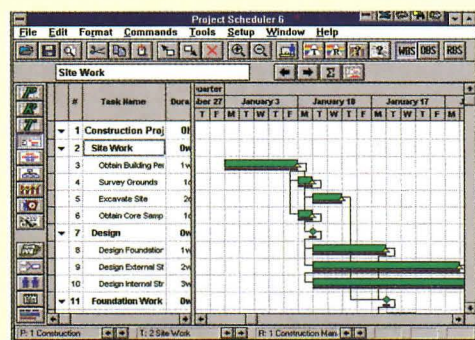 Project Scheduler 6
File Edit Format Commands Tools Setup Window Help
WBS OBS RBS
Site Work
uarter
# Task Name Dura ber 27 January 3 January 10 January 17 J
T F M T W T F M T W T F M T W T F M
1 Construction Proj 0h
2 Site Work 0w
3 Obtain Building Per 1w
4 Survey Grounds 1d
5 Excavate Site 2d
6 Obtain Core Samp 1d
7 Design 0w
8 Design Foundation 1w
9 Design External St 2w
10 Design Internal Str 3w
11 Foundation Work 0w
P: 1 Construction T: 2 Site Work R: 1 Construction Man